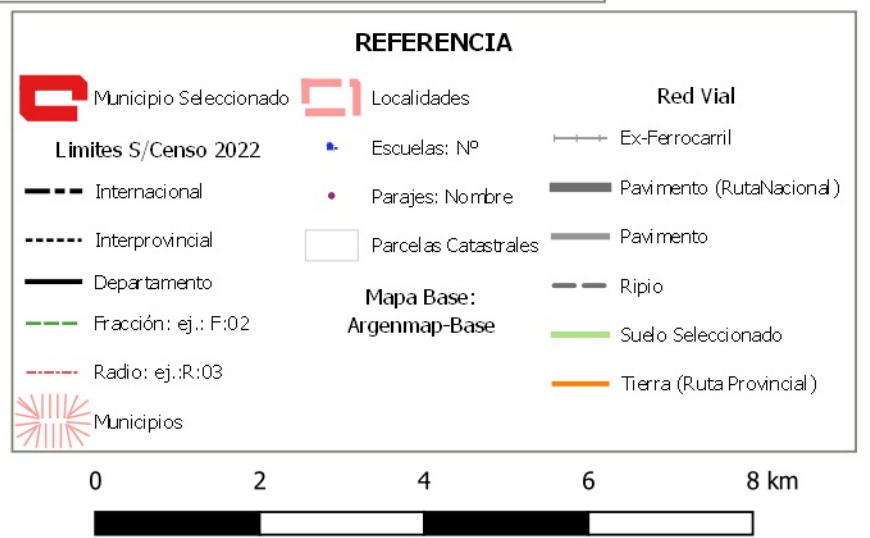 REFERENCIA
Municipio Seleccionado
Limites S/Censo 2022
Internacional
Interprovincial
Departamento
Fracción: ej.: F:02
Radio: ej.:R:03
Municipios
Localidades
Escuelas: Nº
Parajes: Nombre
Parcelas Catastrales
Mapa Base:
Argenmap-Base
Red Vial
Ex-Ferrocarril
Pavimento (RutaNacional)
Pavimento
Ripio
Suelo Seleccionado
Tierra (Ruta Provincial)
0 2 4 6 8 km